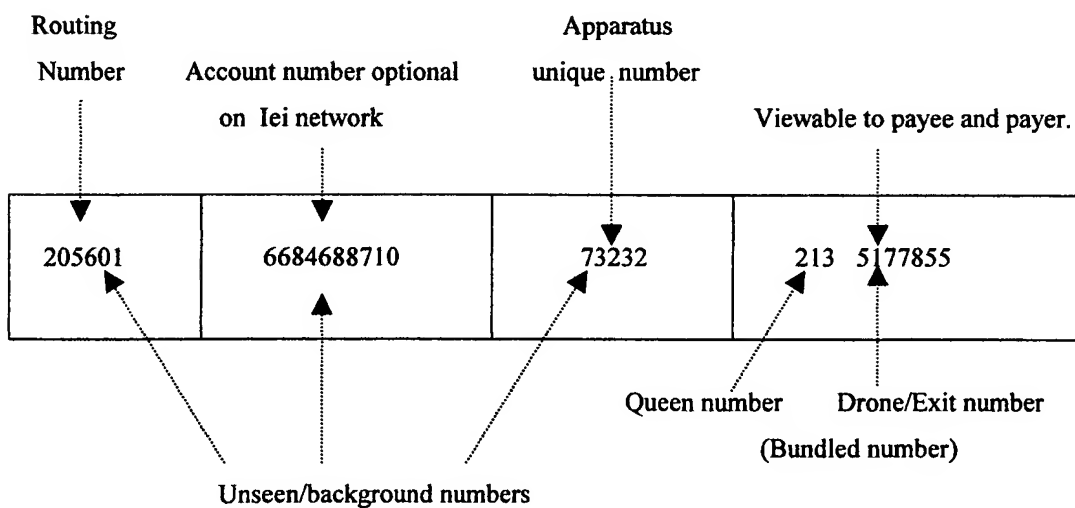 Routing
Number
Account number optional
on Iei network
Apparatus
unique number
Viewable to payee and payer.
205601 6684688710 73232 213 5177855
Queen number Drone/Exit number
(Bundled number)
Unseen/background numbers